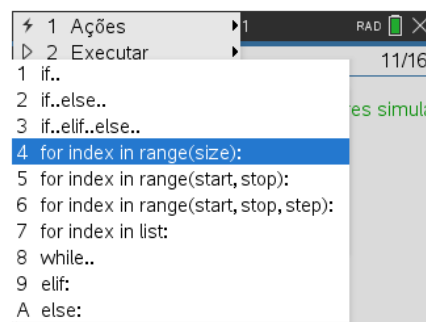 1 Ações 1 RAD
2 Executar 11/16
1 if..
2 if..else..
3 if..elif..else..
4 for index in range(size):
5 for index in range(start,stop):
6 for index in range(start,stop,step):
7 for index in list:
8 while..
9 elif:
A else:
es simul